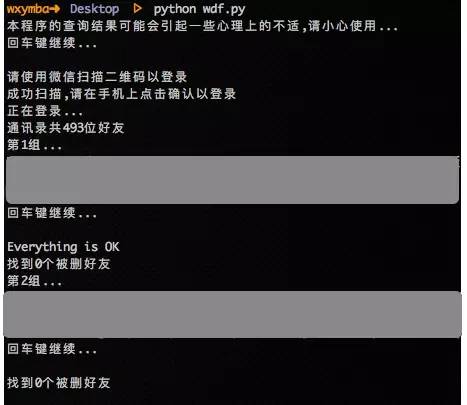 wxymba➜ Desktop ▷ python wdf.py
本程序的查询结果可能会引起一些心理上的不适,请小心使用...
回车键继续...
请使用微信扫描二维码以登录
成功扫描,请在手机上点击确认以登录
正在登录...
通讯录共493位好友
第1组...
回车键继续...
Everything is OK
找到0个被删好友
第2组...
回车键继续...
找到0个被删好友